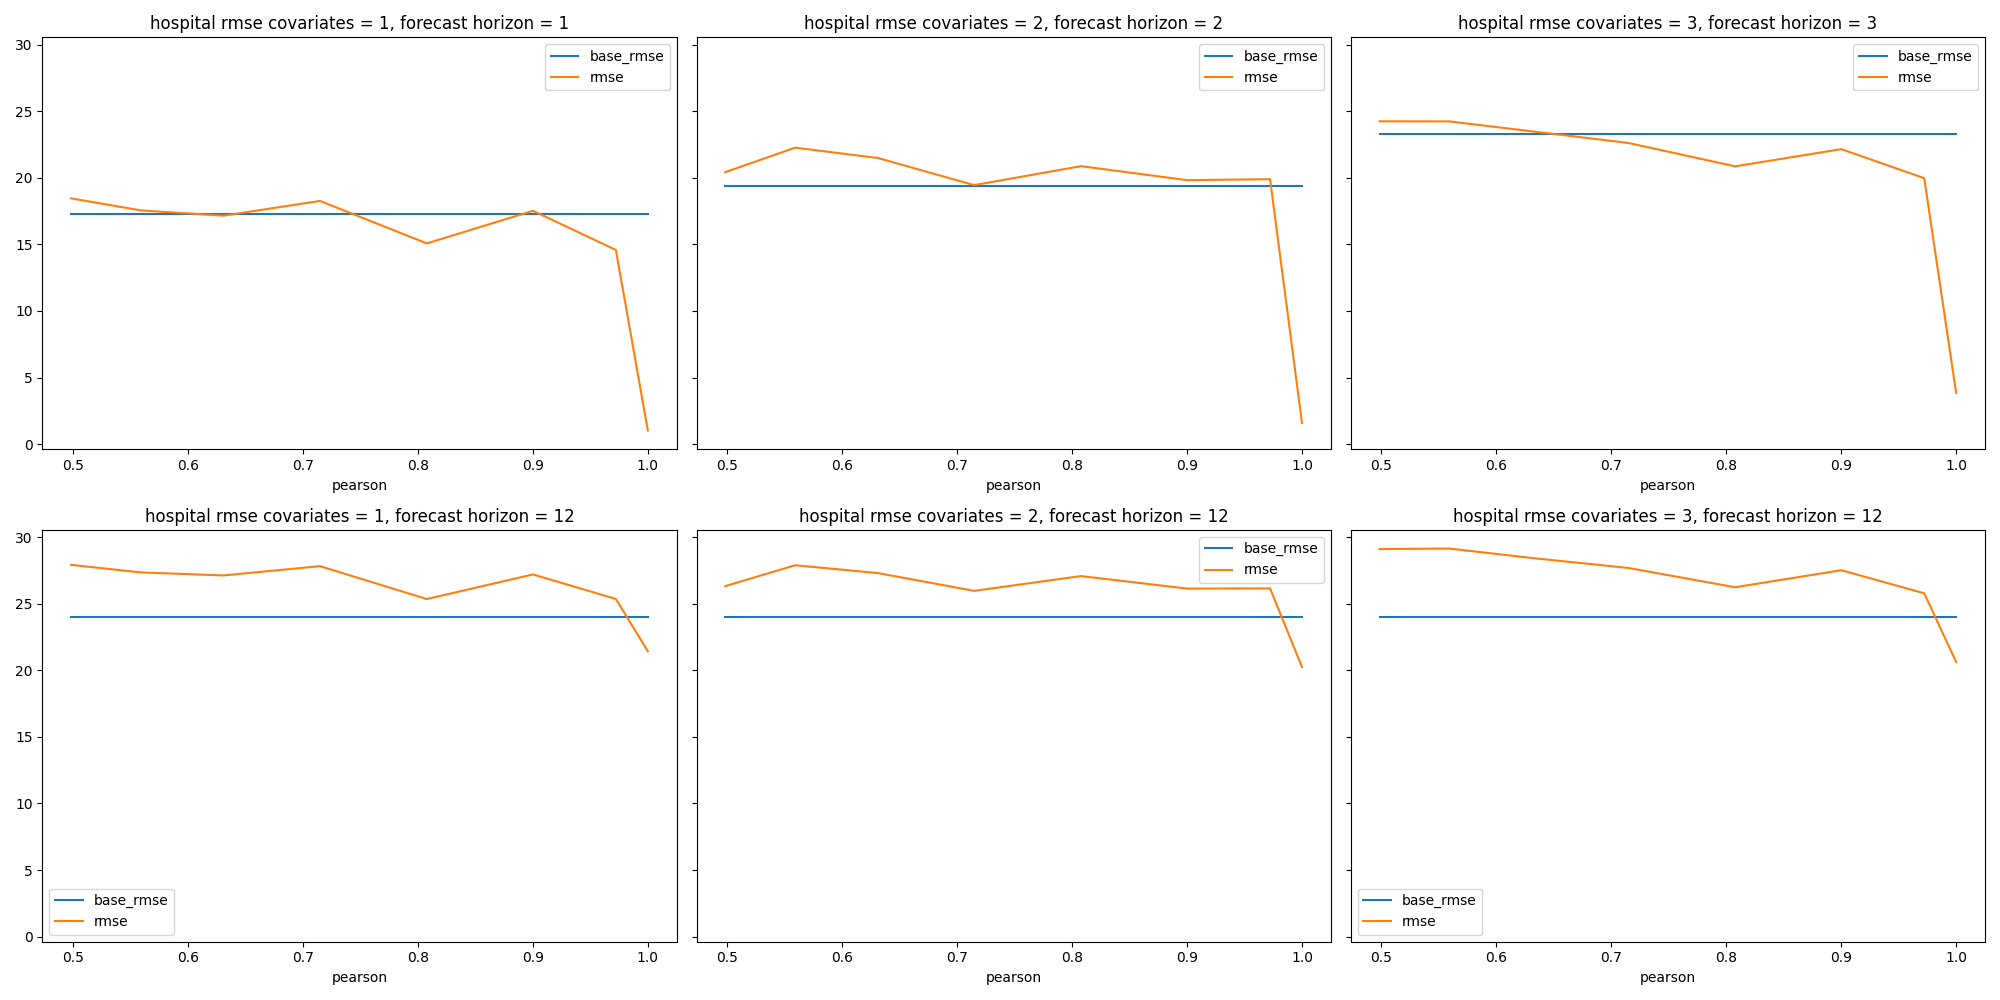 hospital rmse covariates = 1, forecast horizon = 1
30
25
20
15
10
5
0
base_rmse
rmse
0.5 0.6 0.7 0.8 0.9 1.0
pearson
hospital rmse covariates = 2, forecast horizon = 2
base_rmse
rmse
0.5 0.6 0.7 0.8 0.9 1.0
pearson
hospital rmse covariates = 3, forecast horizon = 3
base_rmse
rmse
0.5 0.6 0.7 0.8 0.9 1.0
pearson
hospital rmse covariates = 1, forecast horizon = 12
30
25
20
15
10
5
0
base_rmse
rmse
0.5 0.6 0.7 0.8 0.9 1.0
pearson
hospital rmse covariates = 2, forecast horizon = 12
base_rmse
rmse
0.5 0.6 0.7 0.8 0.9 1.0
pearson
hospital rmse covariates = 3, forecast horizon = 12
base_rmse
rmse
0.5 0.6 0.7 0.8 0.9 1.0
pearson